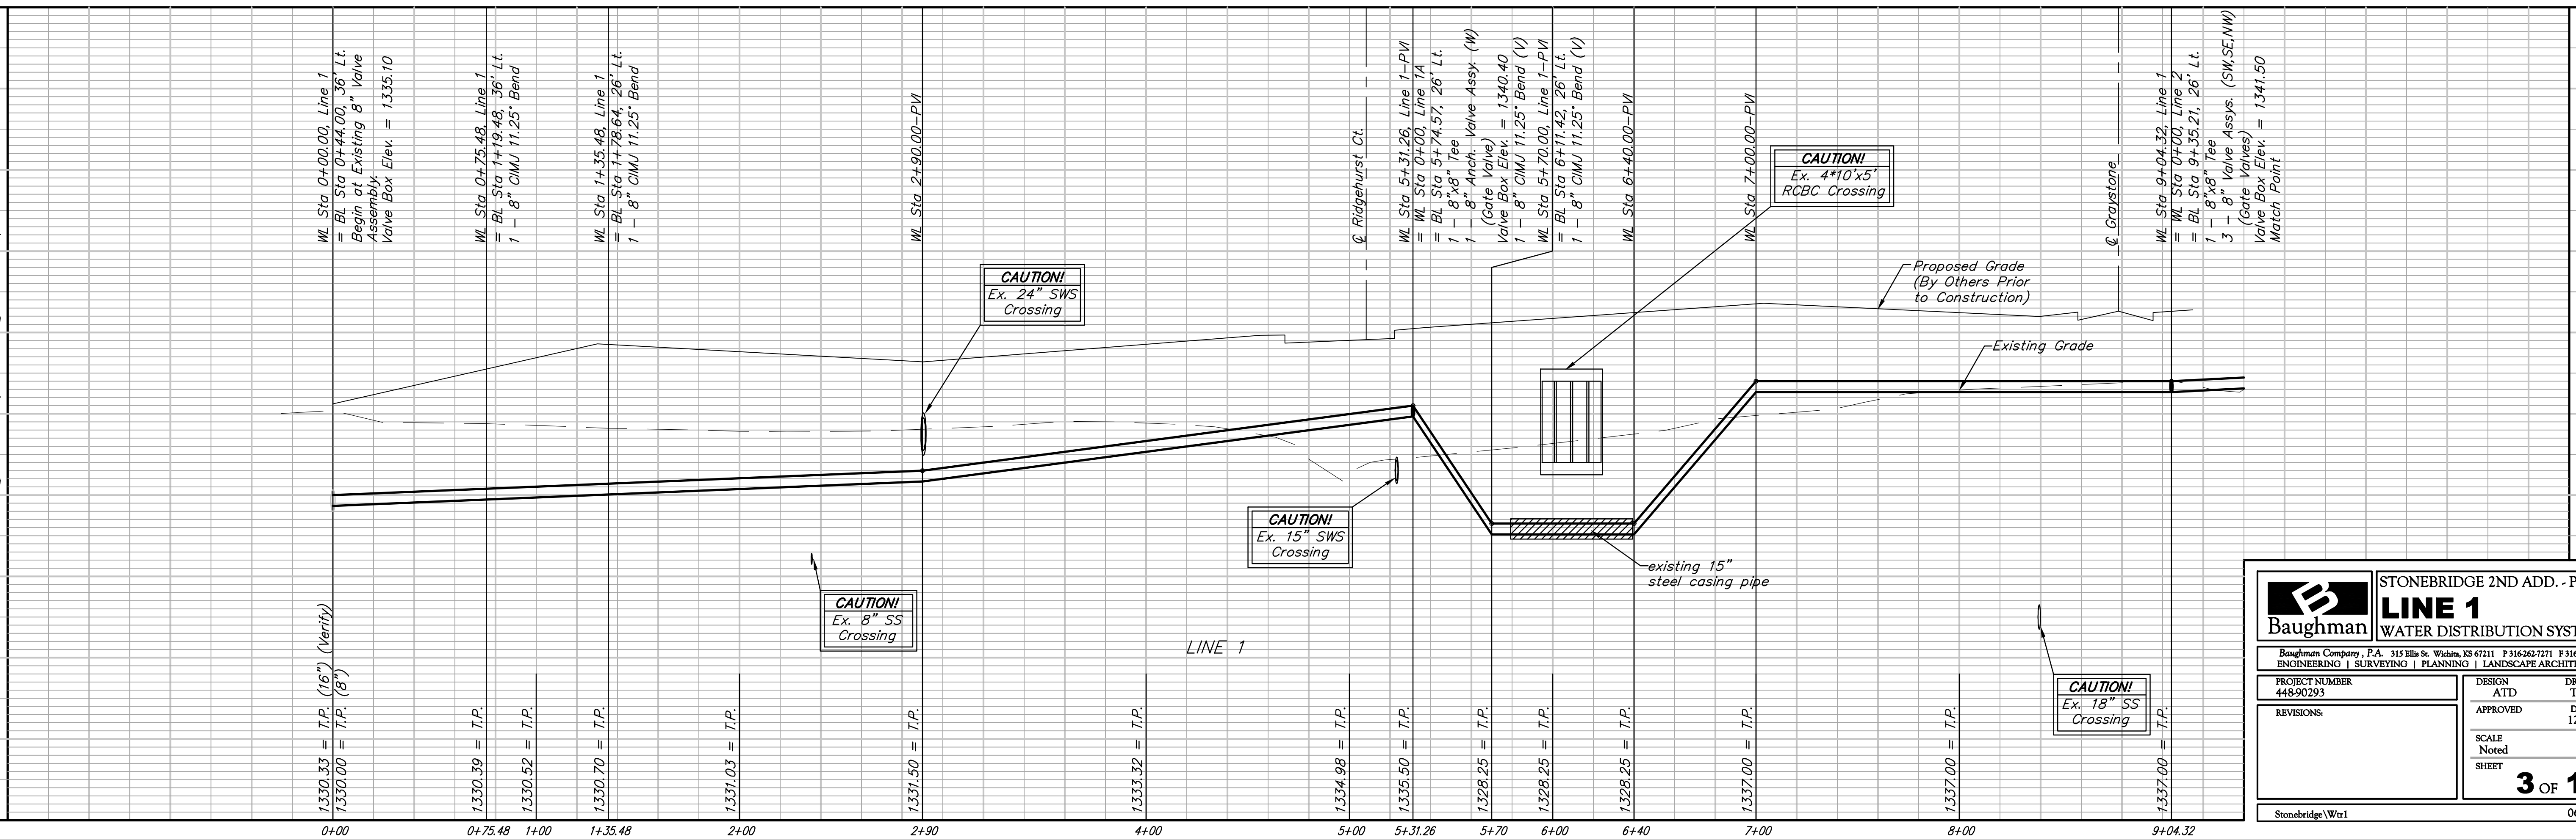 WL Sta 0+00.00, Line 1
= BL Sta 0+44.00, 36' Lt.
Begin at Existing 8" Valve
Assembly.
Valve Box Elev. = 1335.10
WL Sta 0+75.48, Line 1
= BL Sta 1+19.48, 36' Lt.
1 - 8" CIMJ 11.25° Bend
WL Sta 1+35.48, Line 1
= BL Sta 1+78.64, 26' Lt.
1 - 8" CIMJ 11.25° Bend
WL Sta 2+90.00-PVI
℄ Ridgehurst Ct.
WL Sta 5+31.26, Line 1-PVI
= WL Sta 0+00, Line 1A
= BL Sta 5+74.57, 26' Lt.
1 - 8"x8" Tee
1 - 8" Anch. Valve Assy. (W)
(Gate Valve)
Valve Box Elev. = 1340.40
1 - 8" CIMJ 11.25° Bend (V)
WL Sta 5+70.00, Line 1-PVI
= BL Sta 6+11.42, 26' Lt.
1 - 8" CIMJ 11.25° Bend (V)
WL Sta 6+40.00-PVI
WL Sta 7+00.00-PVI
℄ Graystone
WL Sta 9+04.32, Line 1
= WL Sta 0+00, Line 2
= BL Sta 9+35.21, 26' Lt.
1 - 8"x8" Tee
3 - 8" Valve Assys. (SW,SE,NW)
(Gate Valves)
Valve Box Elev. = 1341.50
Match Point
CAUTION!
Ex. 4*10'x5'
RCBC Crossing
CAUTION!
Ex. 24" SWS
Crossing
Proposed Grade
(By Others Prior
to Construction)
Existing Grade
CAUTION!
Ex. 15" SWS
Crossing
existing 15"
steel casing pipe
CAUTION!
Ex. 8" SS
Crossing
LINE 1
CAUTION!
Ex. 18" SS
Crossing
1330.33 = T.P. (16") (Verify)
1330.00 = T.P. (8")
1330.39 = T.P.
1330.52 = T.P.
1330.70 = T.P.
1331.03 = T.P.
1331.50 = T.P.
1333.32 = T.P.
1334.98 = T.P.
1335.50 = T.P.
1328.25 = T.P.
1328.25 = T.P.
1328.25 = T.P.
1337.00 = T.P.
1337.00 = T.P.
1337.00 = T.P.
0+00 0+75.48 1+00 1+35.48 2+00 2+90 4+00 5+00 5+31.26 5+70 6+00 6+40 7+00 8+00 9+04.32
B
Baughman
STONEBRIDGE 2ND ADD. - P
LINE 1
WATER DISTRIBUTION SYST
Baughman Company, P.A. 315 Ellis St. Wichita, KS 67211 P 316-262-7271 F 316
ENGINEERING | SURVEYING | PLANNING | LANDSCAPE ARCHIT
PROJECT NUMBER
448-90293
REVISIONS:
DESIGN
ATD
APPROVED
SCALE
Noted
SHEET
3 OF 1
Stonebridge\Wtr1